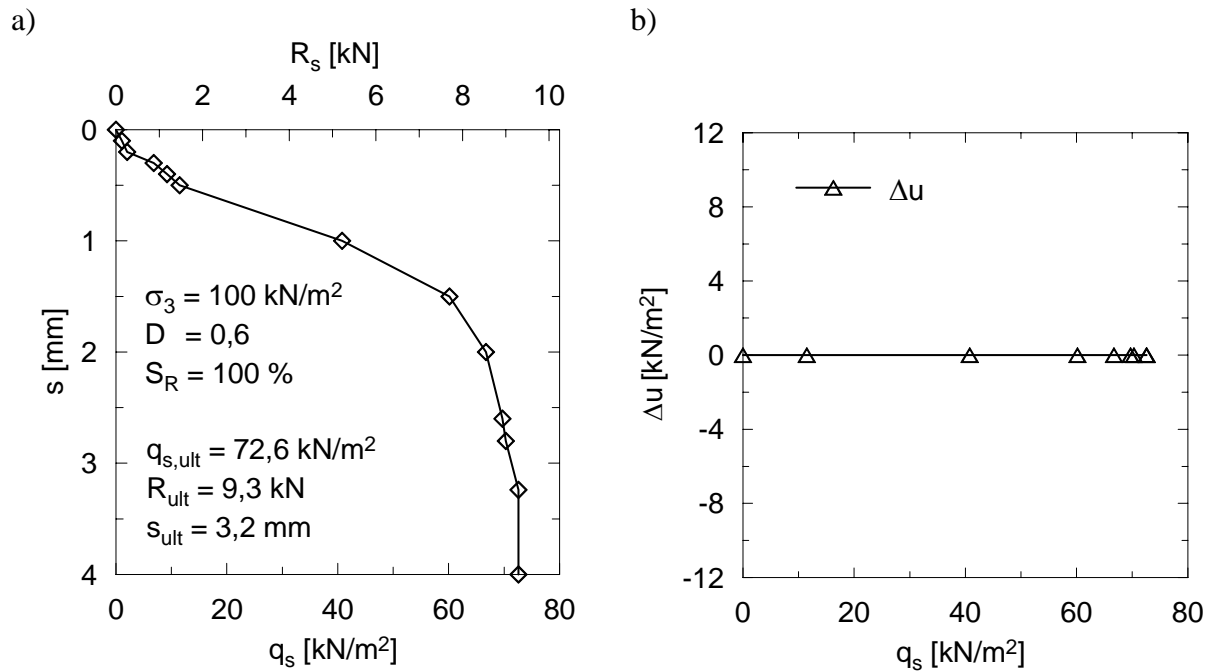 a)
R_s [kN]
0 2 4 6 8 10
0
1
2
3
4
s [mm]
σ₃ = 100 kN/m²
D = 0,6
S_R = 100 %
q_s,ult = 72,6 kN/m²
R_ult = 9,3 kN
s_ult = 3,2 mm
0 20 40 60 80
q_s [kN/m²]
b)
12
8
4
0
-4
-8
-12
Δu [kN/m²]
Δu
0 20 40 60 80
q_s [kN/m²]